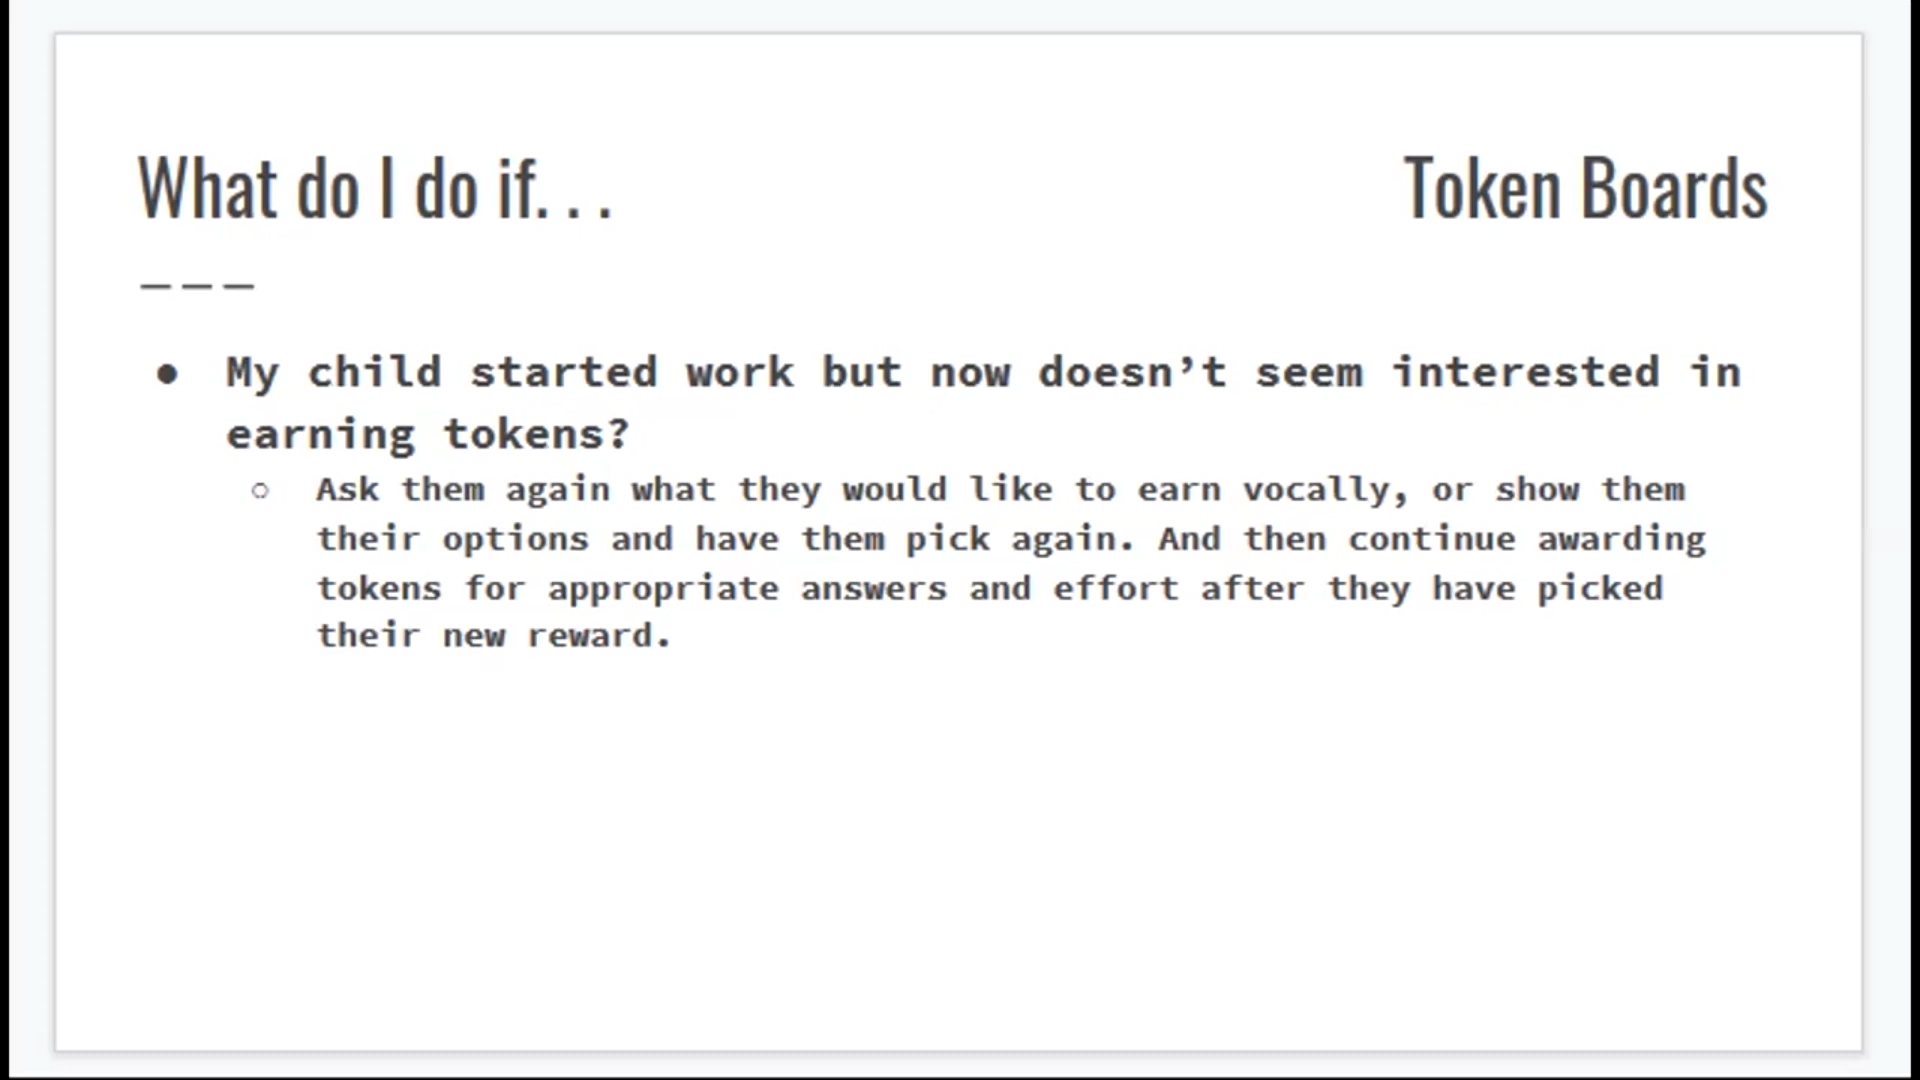 What do I do if. . .
Token Boards
● My child started work but now doesn’t seem interested in
earning tokens?
○ Ask them again what they would like to earn vocally, or show them
their options and have them pick again. And then continue awarding
tokens for appropriate answers and effort after they have picked
their new reward.